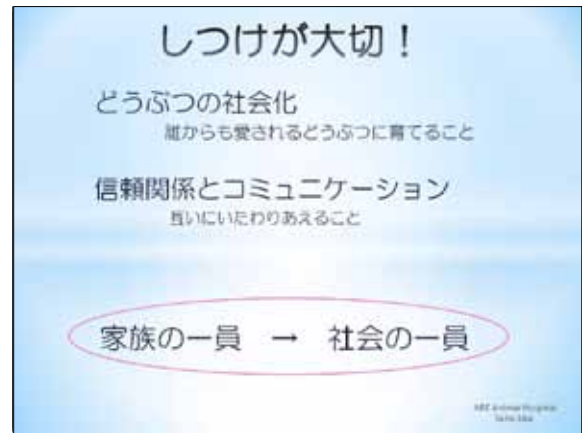 しつけが大切！
どうぶつの社会化
誰からも愛されるどうぶつに育てること
信頼関係とコミュニケーション
互いにいたわりあえること
家族の一員 → 社会の一員
Animal Hospital